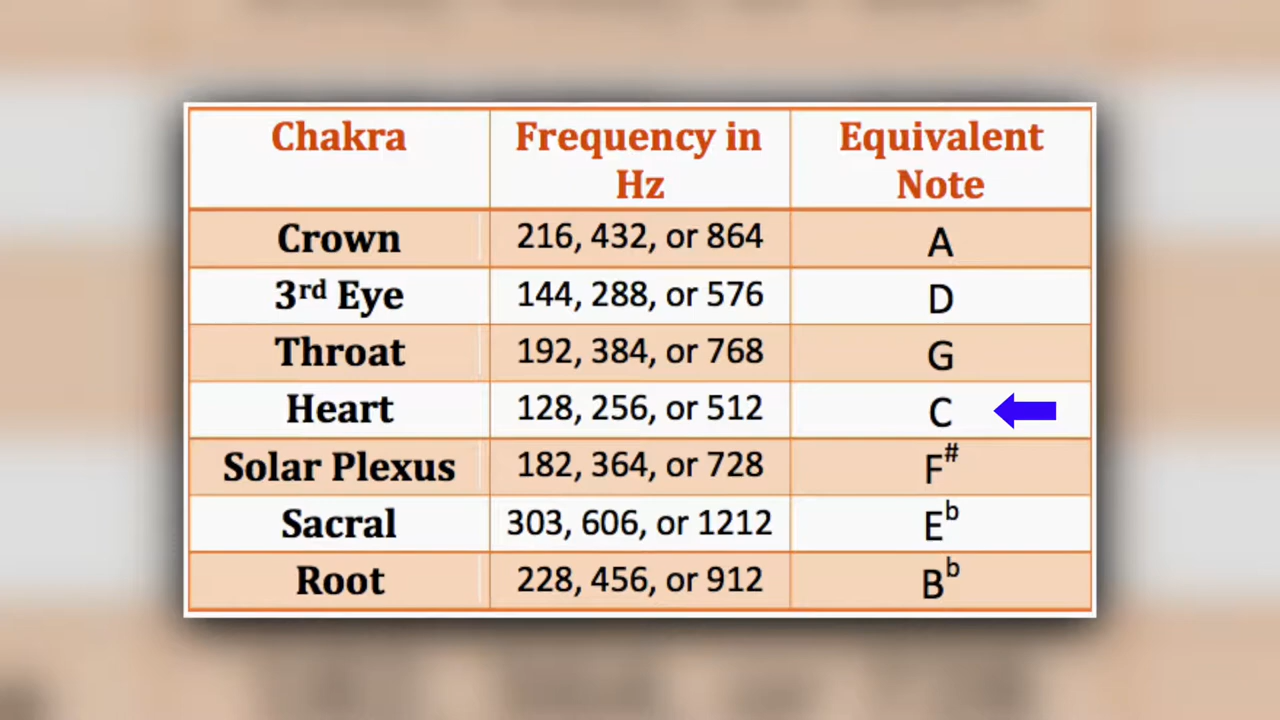 Chakra Frequency in Hz Equivalent Note
Crown 216, 432, or 864 A
3rd Eye 144, 288, or 576 D
Throat 192, 384, or 768 G
Heart 128, 256, or 512 C
Solar Plexus 182, 364, or 728 F#
Sacral 303, 606, or 1212 Eb
Root 228, 456, or 912 Bb